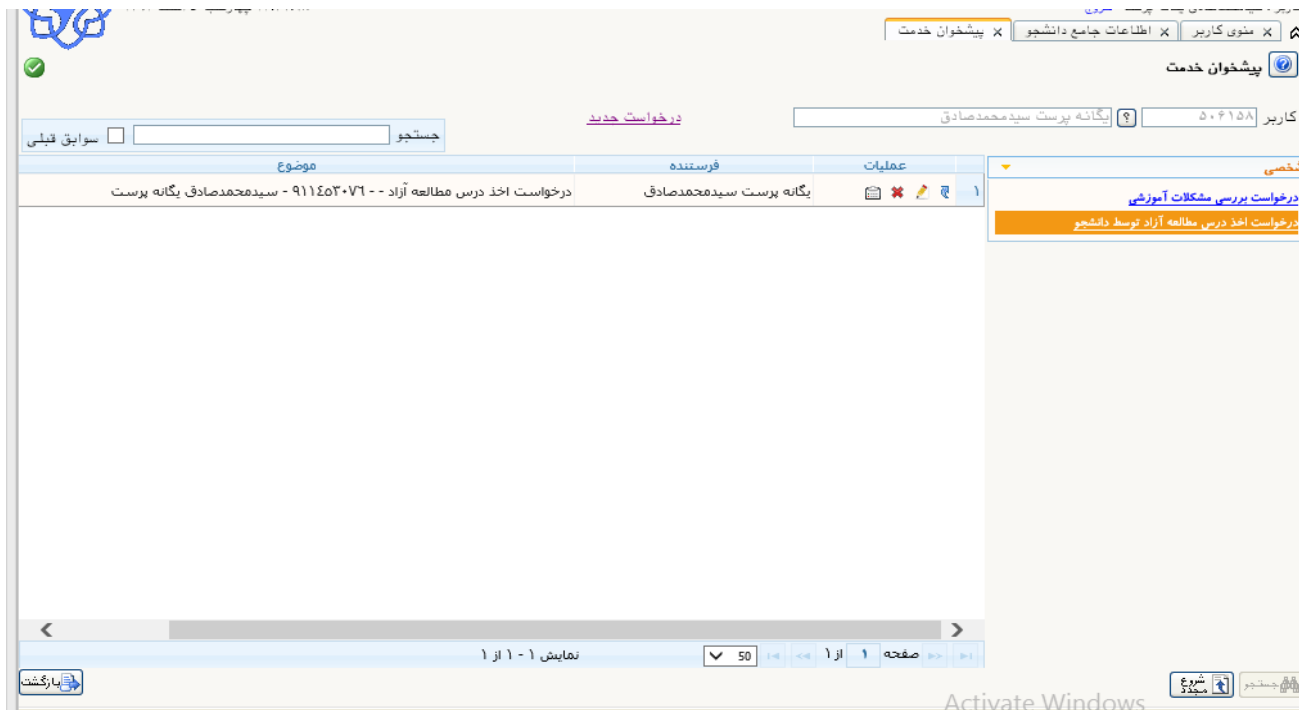 منوی کاربر اطلاعات جامع دانشجو پیشخوان خدمت
پیشخوان خدمت
کاربر ۵۰۶۱۵۸ یگانه پرست سیدمحمدصادق درخواست جدید
جستجو سوابق قبلی
شخصی
درخواست بررسی مشکلات آموزشی
درخواست اخذ درس مطالعه آزاد توسط دانشجو
عملیات فرستنده موضوع
۱ یگانه پرست سیدمحمدصادق درخواست اخذ درس مطالعه آزاد - - ۹۱۱٤٥۳۰۷٦ - سیدمحمدصادق یگانه پرست
صفحه ۱ از ۱ 50 نمایش ۱ - ۱ از ۱
جستجو شروع مجدد بازگشت
Activate Windows